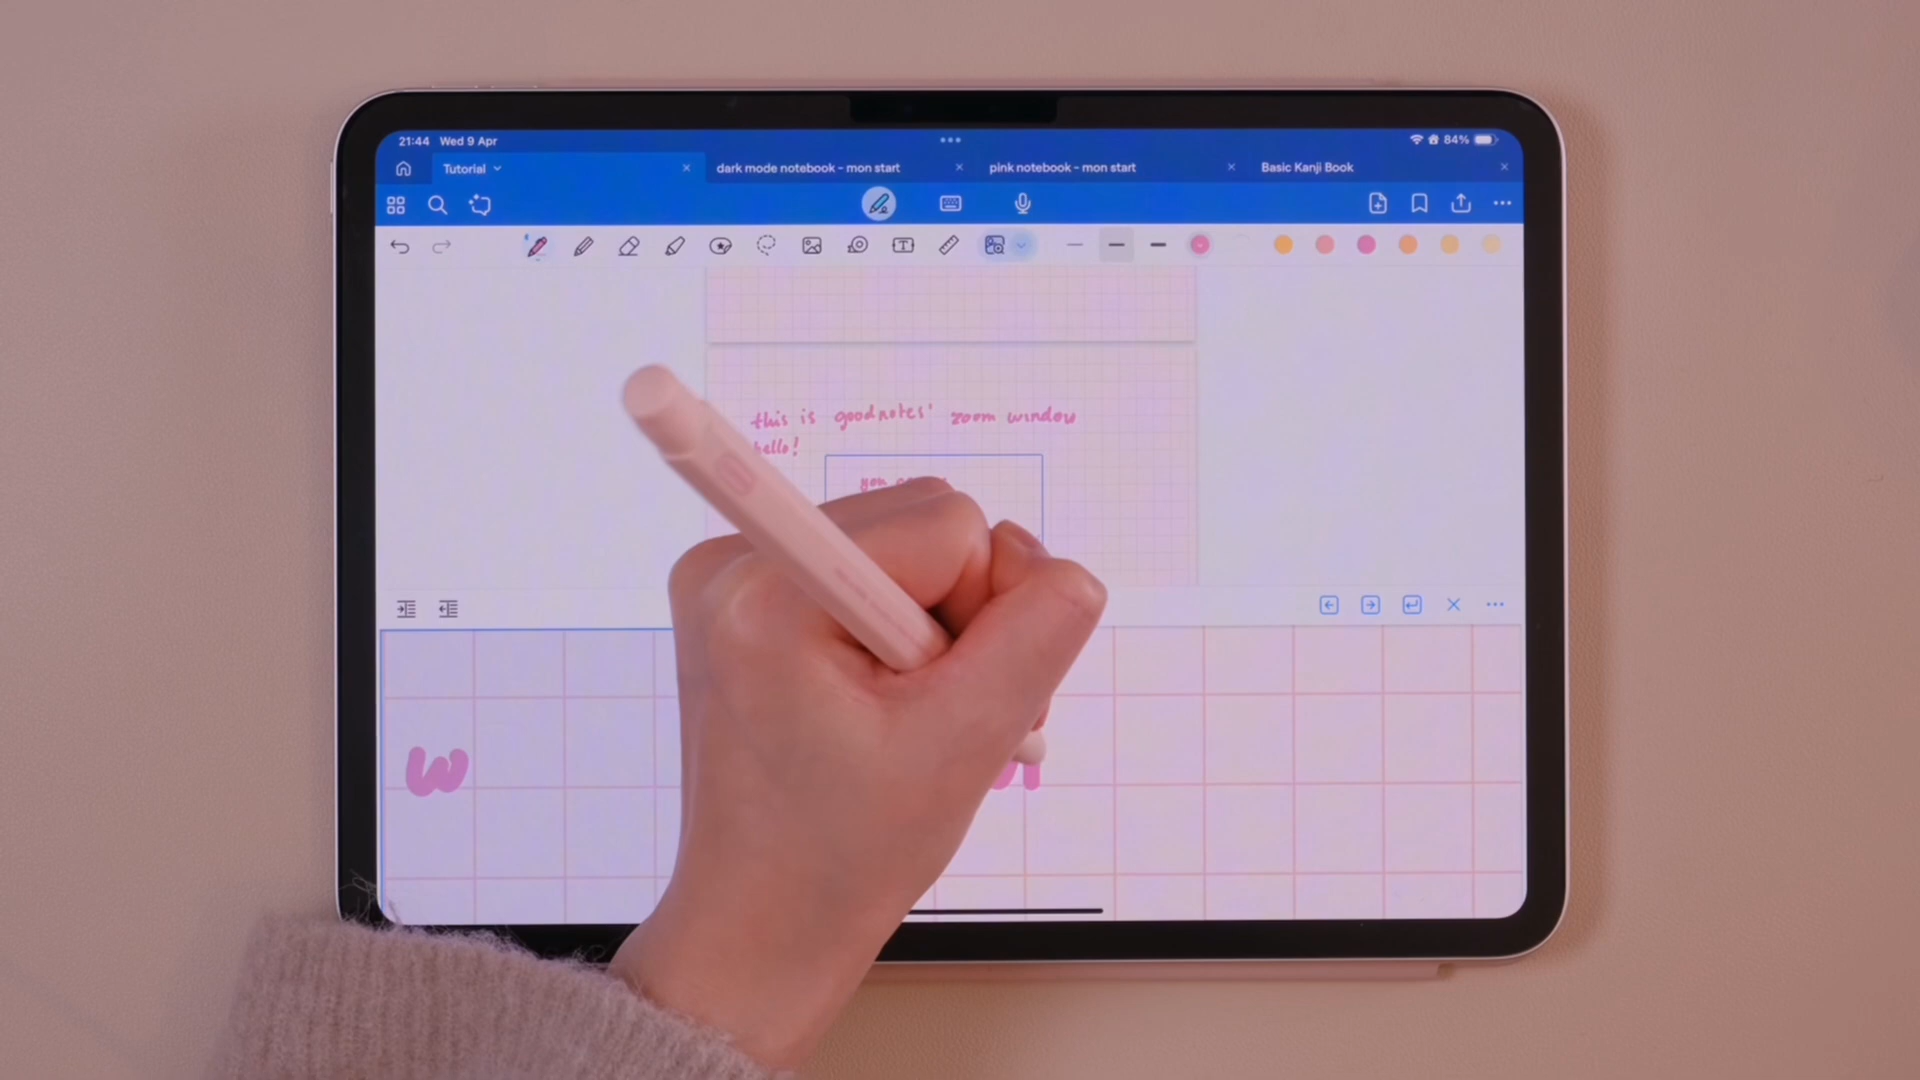 21:44 Wed 9 Apr 84%
Tutorial dark mode notebook - mon start pink notebook - mon start Basic Kanji Book
this is goodnotes' zoom window
hello!
you
w